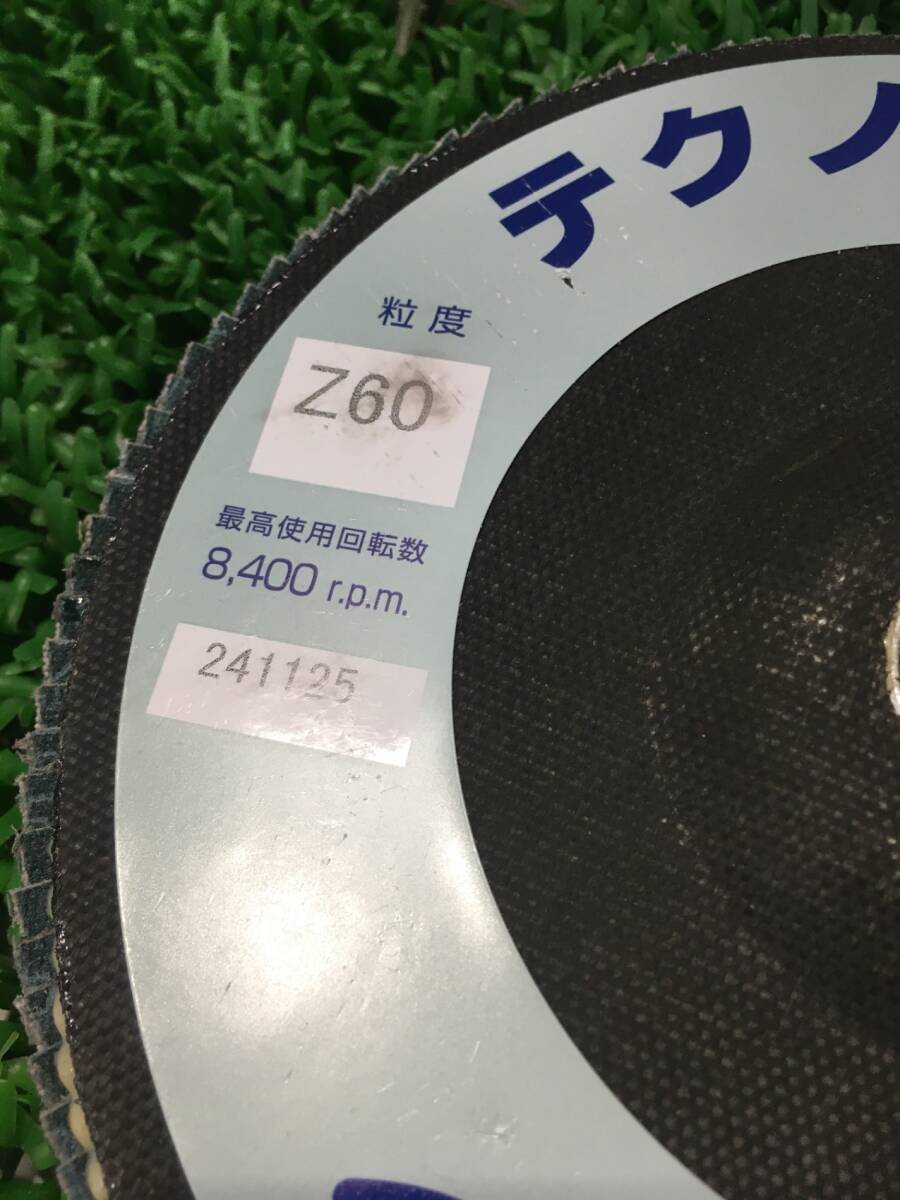 テクノ
粒度
Z60
最高使用回転数
8,400 r.p.m.
241125